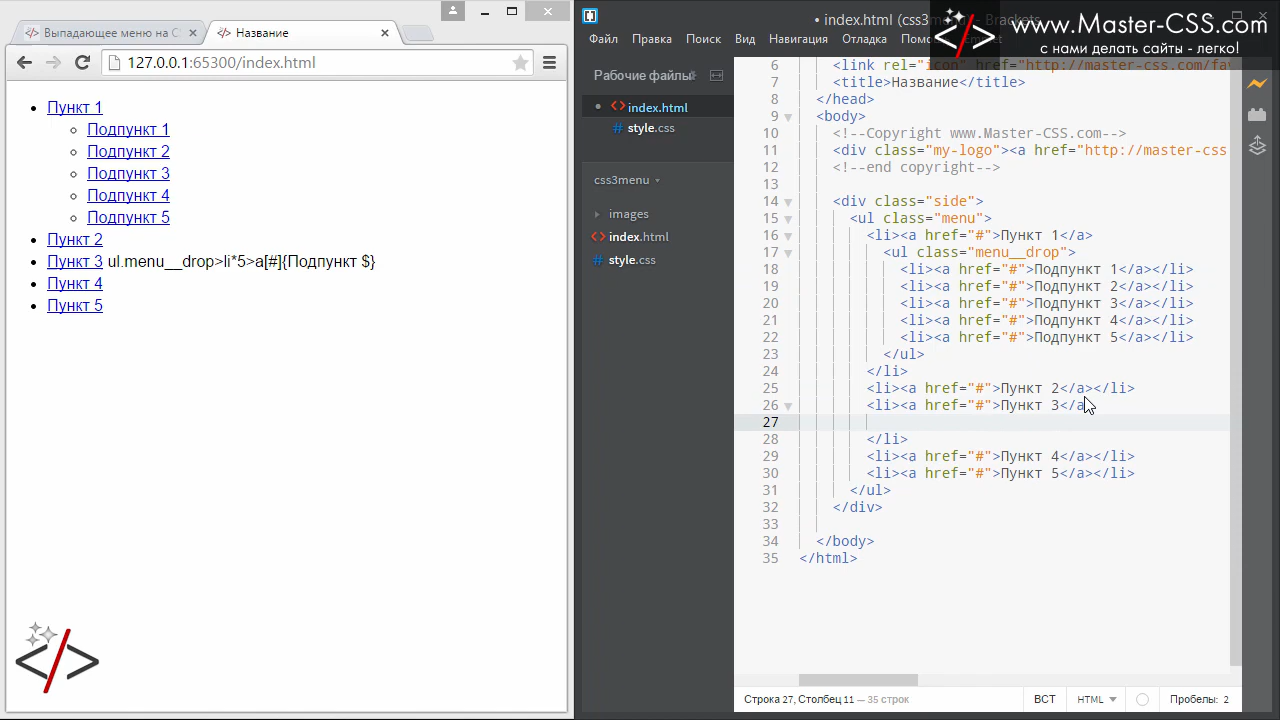 Выпадающее меню на С
Название
127.0.0.1:65300/index.html
Пункт 1
Подпункт 1
Подпункт 2
Подпункт 3
Подпункт 4
Подпункт 5
Пункт 2
Пункт 3 ul.menu__drop>li*5>a[#]{Подпункт $}
Пункт 4
Пункт 5
</>
• index.html (css3menu) - Brackets
www.Master-CSS.com
с нами делать сайты - легко!
Файл Правка Поиск Вид Навигация Отладка
Рабочие файлы
index.html
style.css
css3menu
images
index.html
style.css
6 <link rel="icon" href="http://master-css.com/fa
7 <title>Название</title>
8 </head>
9 <body>
10 <!--Copyright www.Master-CSS.com-->
11 <div class="my-logo"><a href="http://master-css
12 <!--end copyright-->
13
14 <div class="side">
15 <ul class="menu">
16 <li><a href="#">Пункт 1</a>
17 <ul class="menu__drop">
18 <li><a href="#">Подпункт 1</a></li>
19 <li><a href="#">Подпункт 2</a></li>
20 <li><a href="#">Подпункт 3</a></li>
21 <li><a href="#">Подпункт 4</a></li>
22 <li><a href="#">Подпункт 5</a></li>
23 </ul>
24 </li>
25 <li><a href="#">Пункт 2</a></li>
26 <li><a href="#">Пункт 3</a
27
28 </li>
29 <li><a href="#">Пункт 4</a></li>
30 <li><a href="#">Пункт 5</a></li>
31 </ul>
32 </div>
33
34 </body>
35 </html>
Строка 27, Столбец 11 — 35 строк
ВСТ
HTML
Пробелы: 2